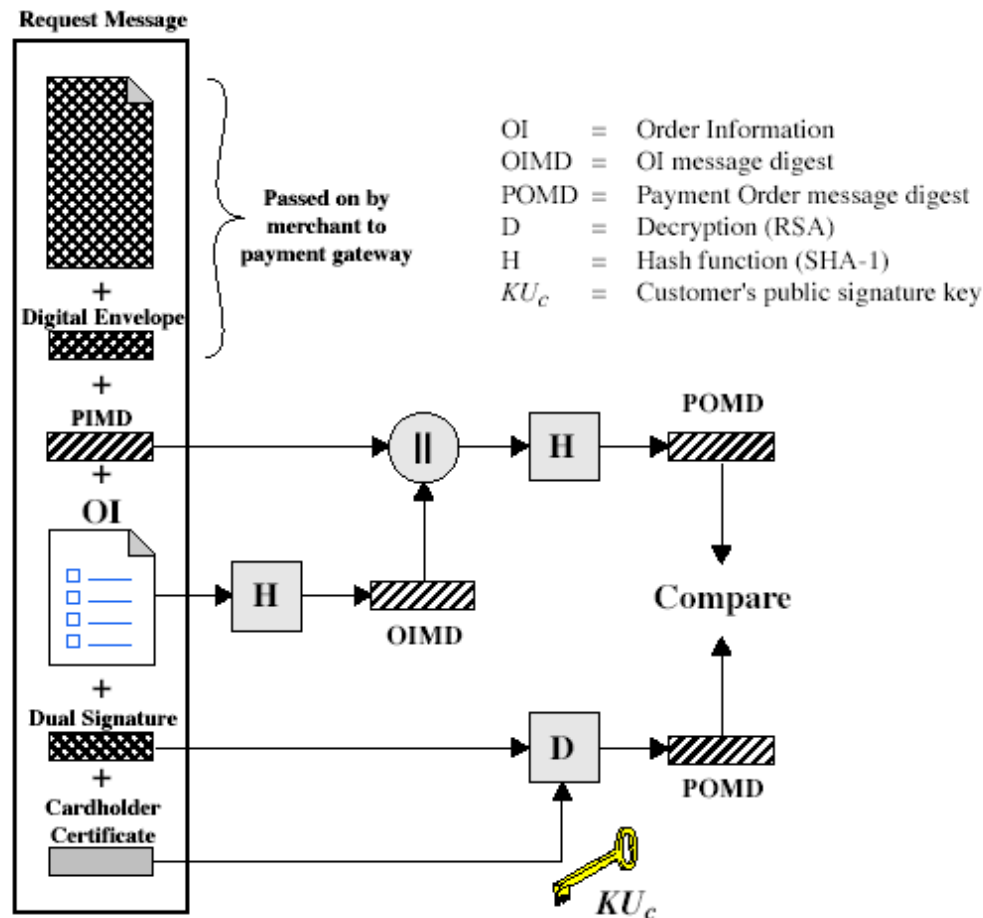 Request Message
OI = Order Information
OIMD = OI message digest
POMD = Payment Order message digest
D = Decryption (RSA)
H = Hash function (SHA-1)
KUc = Customer's public signature key
Passed on by
merchant to
payment gateway
+
Digital Envelope
+
PIMD
||
H
POMD
+
OI
H
OIMD
Compare
+
Dual Signature
D
POMD
+
Cardholder
Certificate
KUc